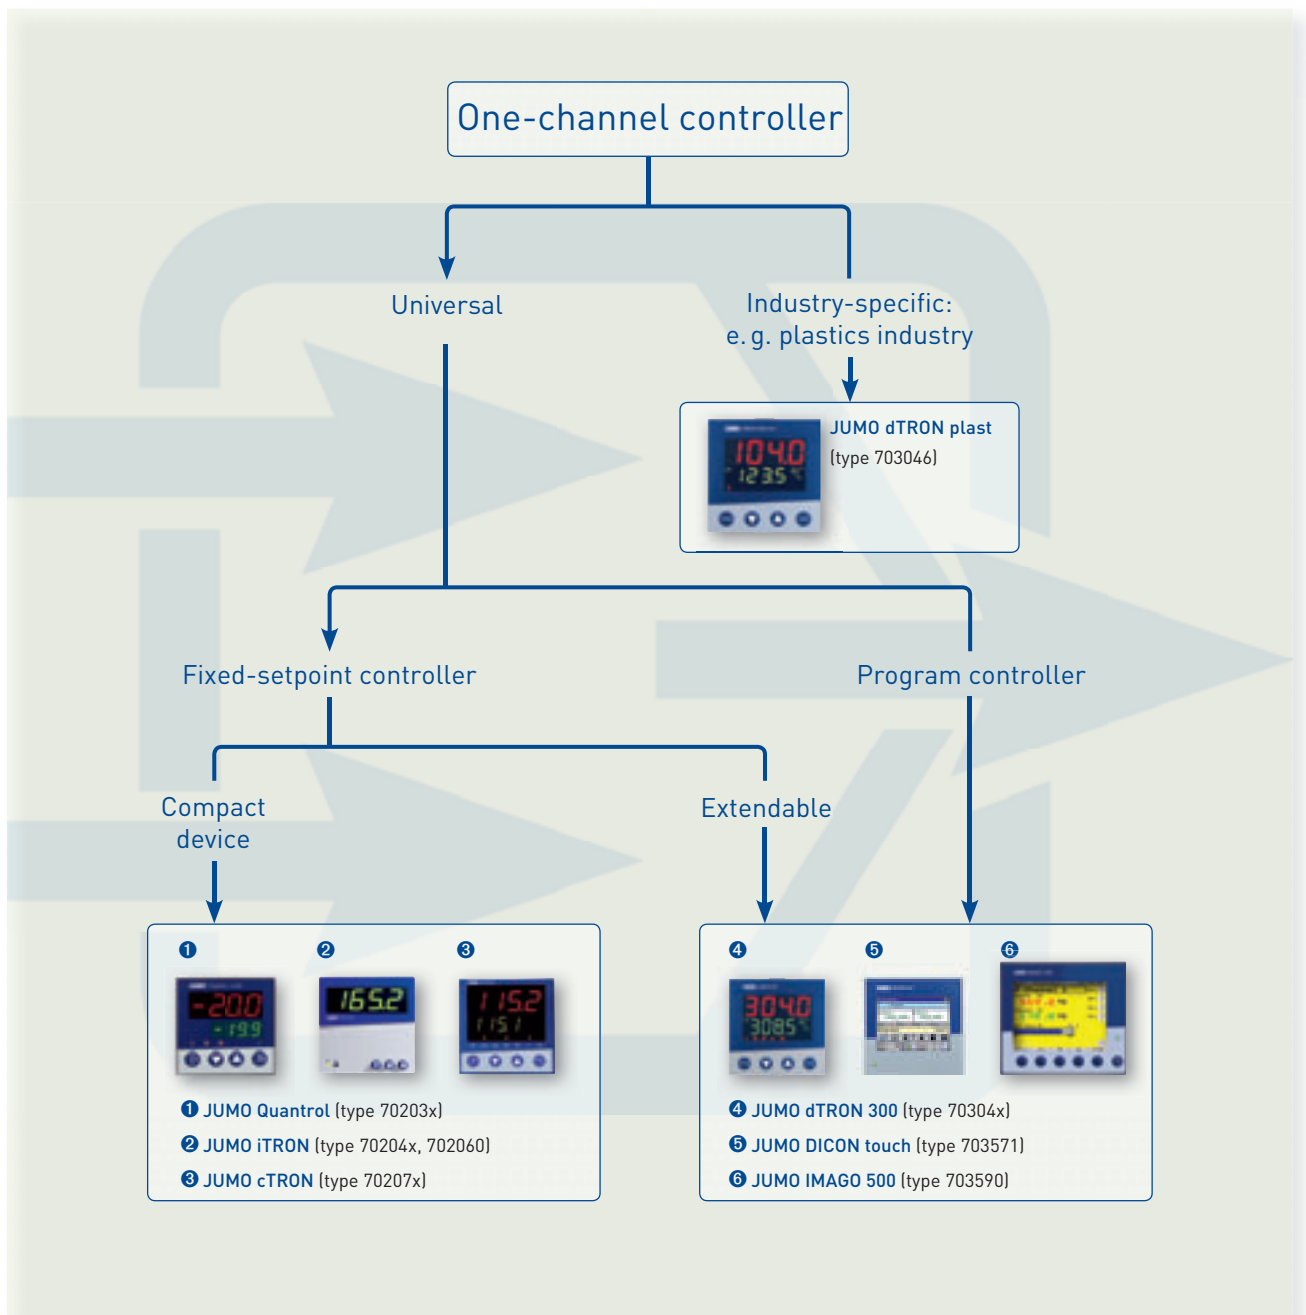 One-channel controller
Universal
Industry-specific:
e. g. plastics industry
JUMO dTRON plast
(type 703046)
104.0
123.5 °C
Fixed-setpoint controller
Program controller
Compact
device
Extendable
❶ ❷ ❸
-20.0
-19.9
165.2
115.2
115.1
❹ ❺ ❻
304.0
308.5 °C
❶ JUMO Quantrol (type 70203x)
❷ JUMO iTRON (type 70204x, 702060)
❸ JUMO cTRON (type 70207x)
❹ JUMO dTRON 300 (type 70304x)
❺ JUMO DICON touch (type 703571)
❻ JUMO IMAGO 500 (type 703590)